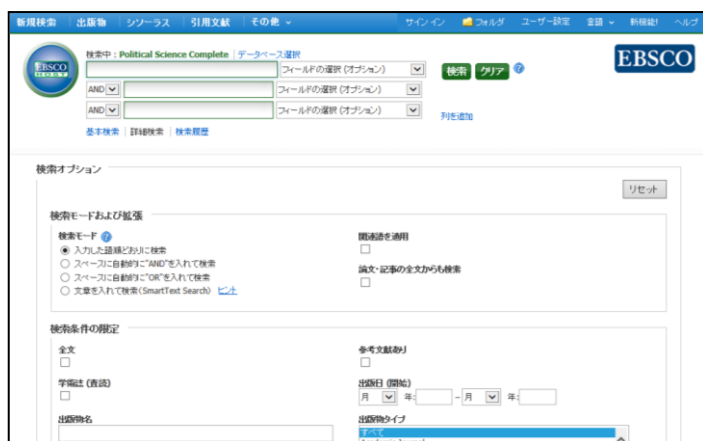 新規検索 出版物 シソーラス 引用文献 その他 サインイン フォルダ ユーザー設定 言語 新機能! ヘルプ
検索中 : Political Science Complete データベース選択
EBSCO
HOST
フィールドの選択 (オプション) 検索 クリア ?
EBSCO
AND フィールドの選択 (オプション)
AND フィールドの選択 (オプション) 列を追加
基本検索 詳細検索 検索履歴
検索オプション
リセット
検索モードおよび拡張
検索モード ? 関連語を適用
入力した語順どおりに検索
スペースに自動的に"AND"を入れて検索 論文・記事の全文からも検索
スペースに自動的に"OR"を入れて検索
文章を入れて検索(SmartText Search) ヒント
検索条件の限定
全文 参考文献あり
学術誌 (査読) 出版日 (開始)
月 年: – 月 年:
出版物名 出版物タイプ
すべて